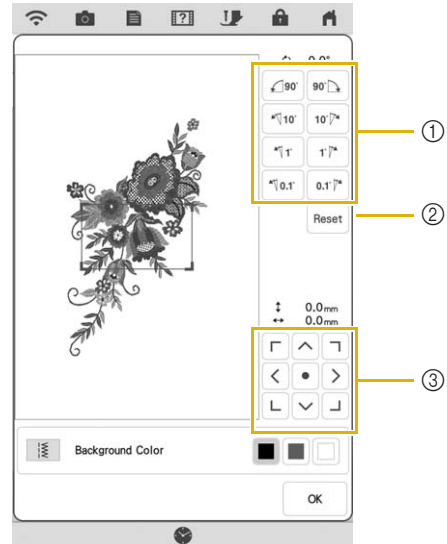 0.0°
90° 90°
10° 10°
①
1° 1°
0.1° 0.1°
Reset ②
0.0mm
0.0mm
③
Background Color
OK